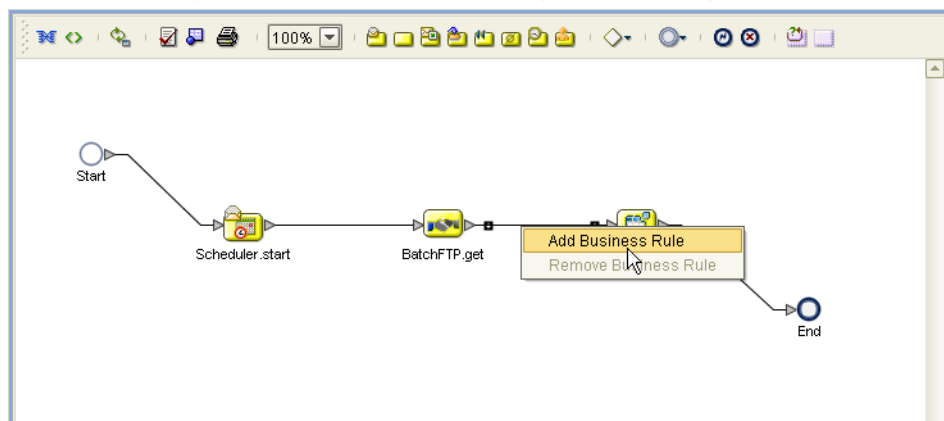 100%
Start
Scheduler.start
BatchFTP.get
Add Business Rule
Remove Business Rule
End